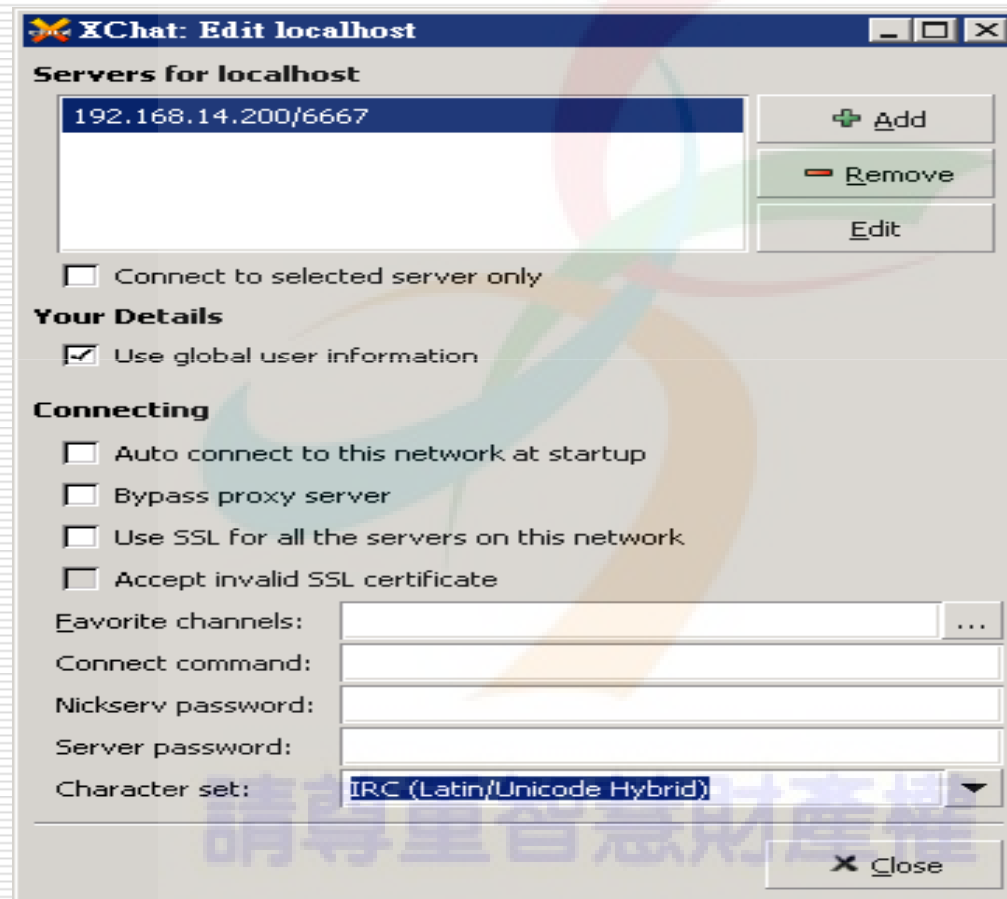 XChat: Edit localhost
Servers for localhost
192.168.14.200/6667
Add
Remove
Edit
Connect to selected server only
Your Details
Use global user information
Connecting
Auto connect to this network at startup
Bypass proxy server
Use SSL for all the servers on this network
Accept invalid SSL certificate
Favorite channels:
...
Connect command:
Nickserv password:
Server password:
Character set: IRC (Latin/Unicode Hybrid)
請尊重智慧財產權
Close